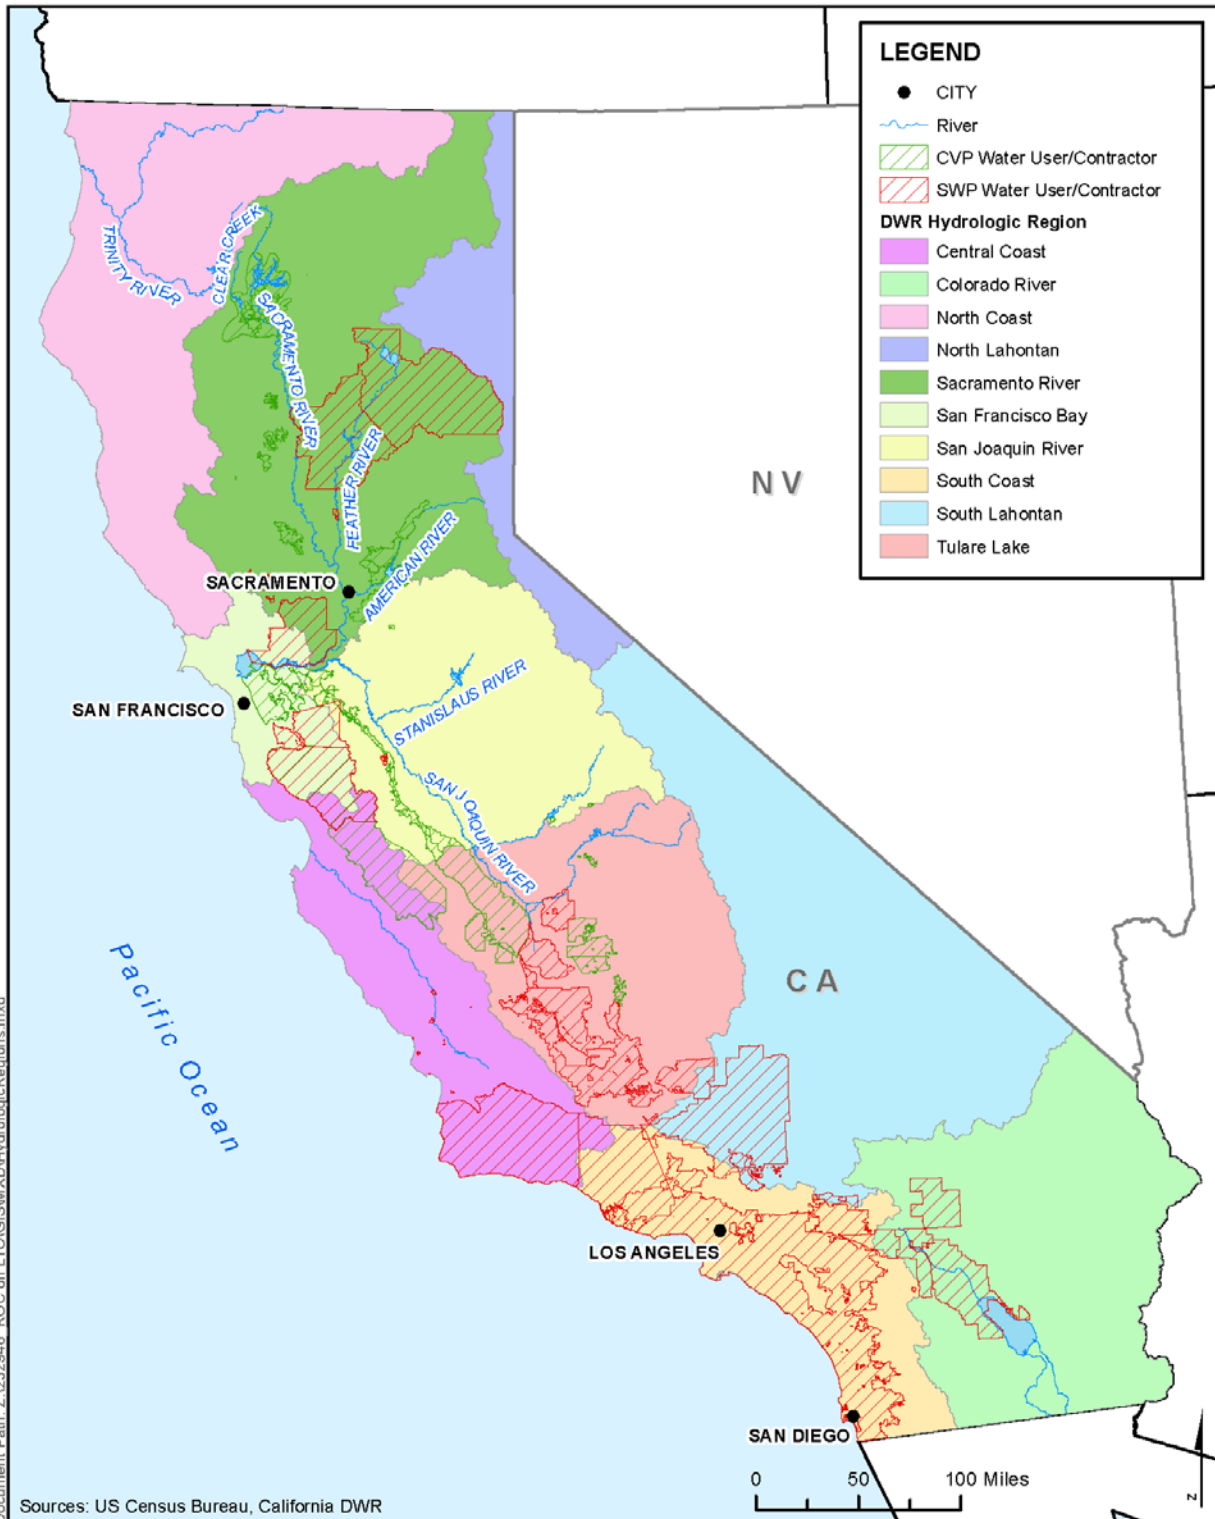 LEGEND
CITY
River
CVP Water User/Contractor
SWP Water User/Contractor
DWR Hydrologic Region
Central Coast
Colorado River
North Coast
North Lahontan
Sacramento River
San Francisco Bay
San Joaquin River
South Coast
South Lahontan
Tulare Lake
TRINITY RIVER
CLEAR CREEK
SACRAMENTO RIVER
FEATHER RIVER
AMERICAN RIVER
NV
SACRAMENTO
STANISLAUS RIVER
SAN FRANCISCO
SAN JOAQUIN RIVER
Pacific Ocean
CA
LOS ANGELES
SAN DIEGO
0 50 100 Miles
N
Sources: US Census Bureau, California DWR